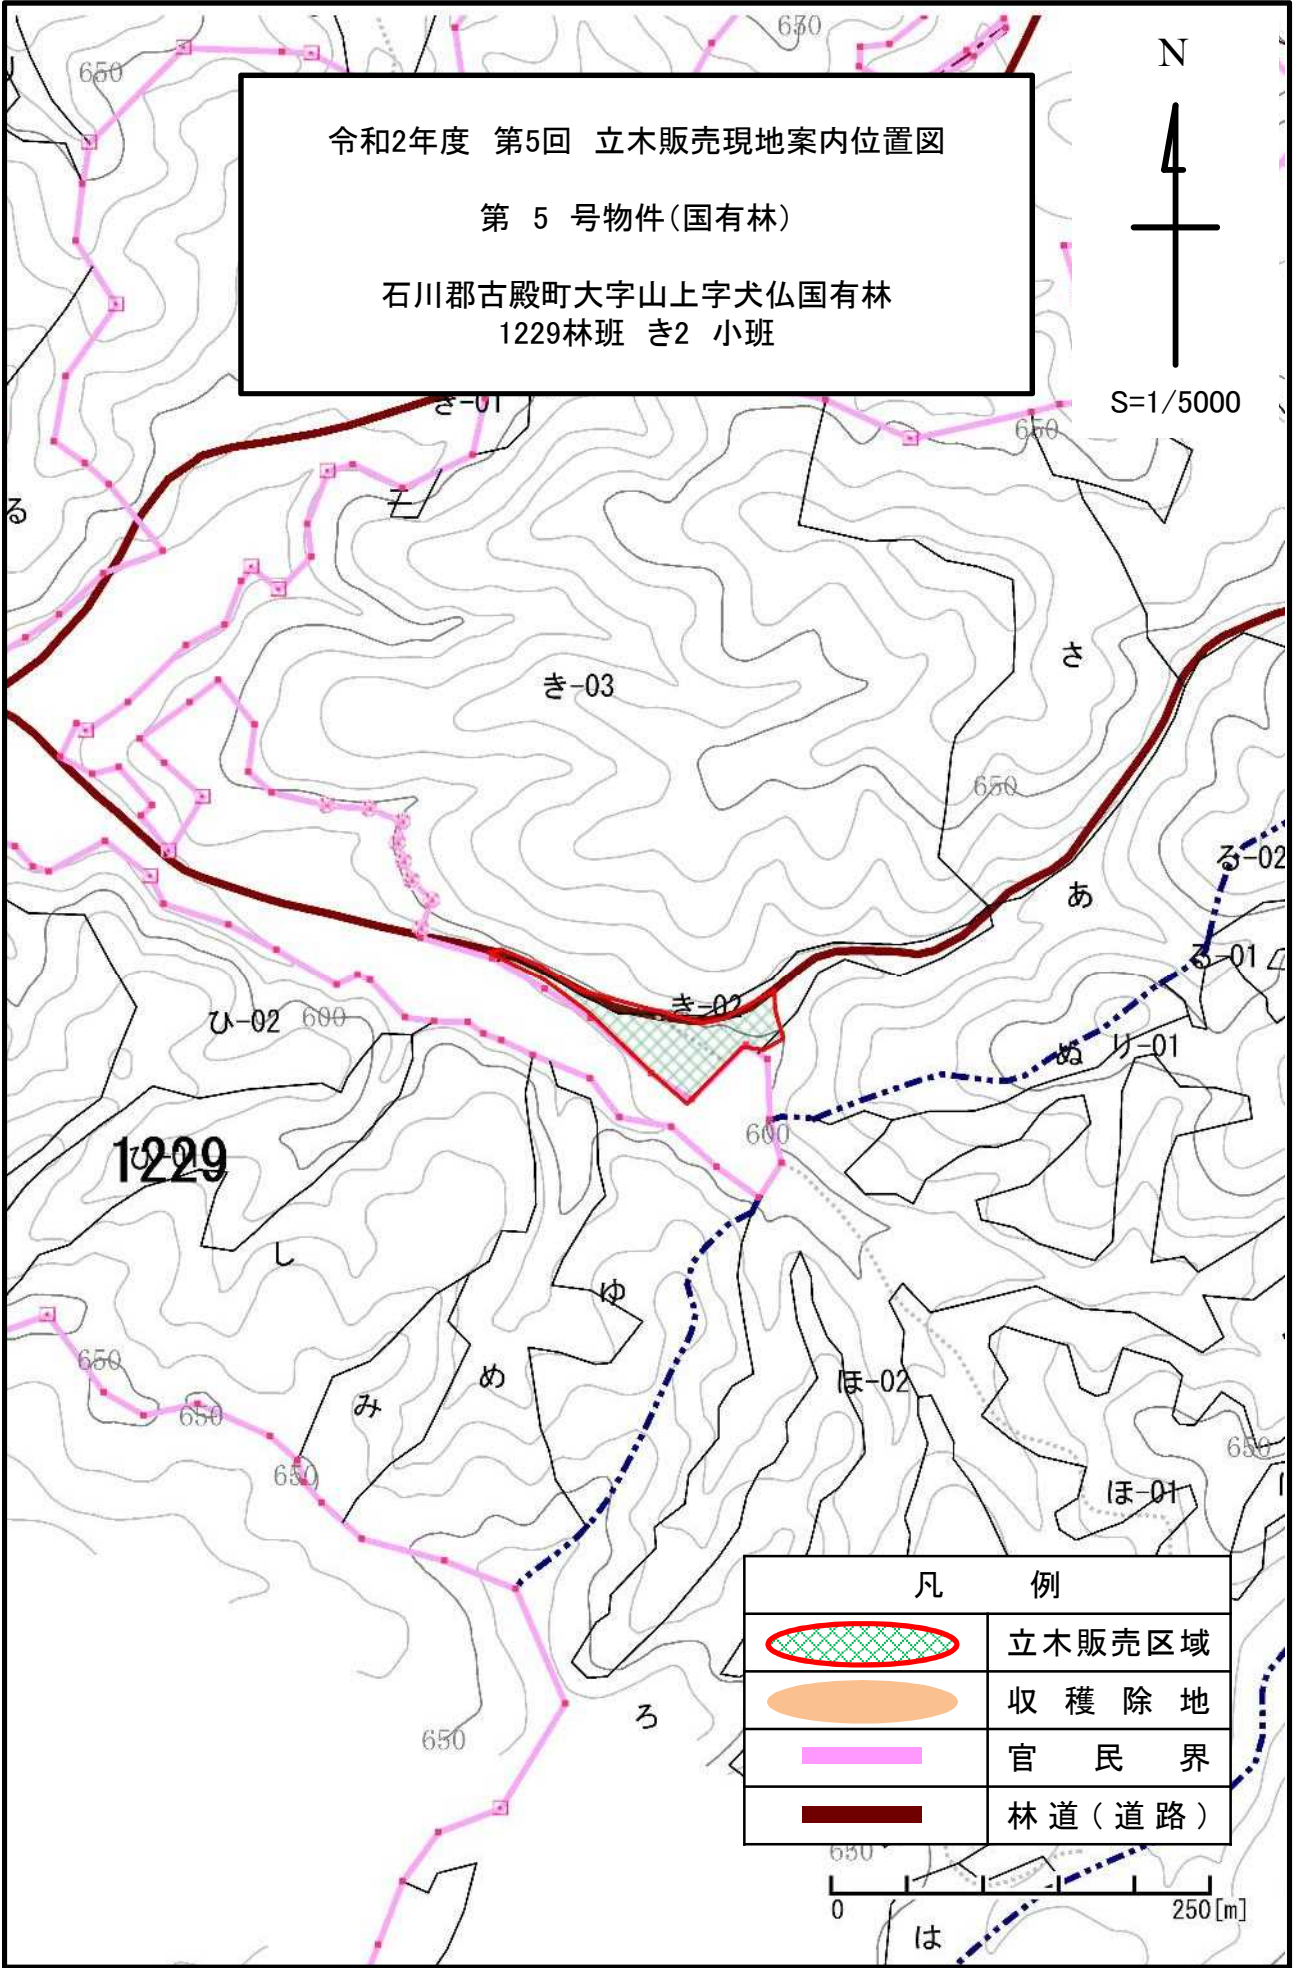 650
650
N
令和2年度 第5回 立木販売現地案内位置図
第 5 号物件(国有林)
石川郡古殿町大字山上字犬仏国有林
1229林班 き2 小班
S=1/5000
さ-01
650
る
ニ
さ
き-03
650
ろ-02
あ
ろ-01
き-02
ひ-02
600
ぬ
り-01
600
1229
し
ゆ
650
め
ほ-02
み
650
650
650
ほ-01
凡 例
立木販売区域
収穫除地
ろ
650
官民界
林道(道路)
650
0
250[m]
は